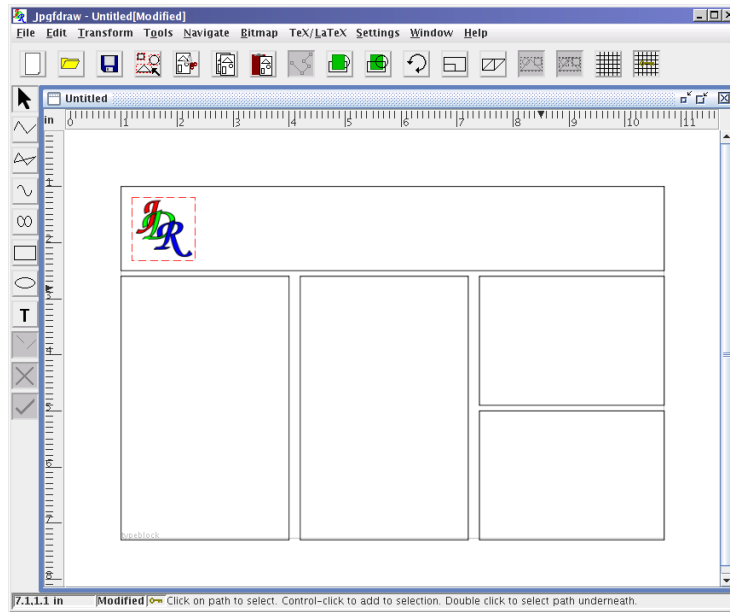 Jpgfdraw - Untitled[Modified]
File Edit Transform Tools Navigate Bitmap TeX/LaTeX Settings Window Help
Untitled
in 0 1 2 3 4 5 6 7 8 9 10 11
1
JDR
2
3
T
4
5
6
7
typeblock
8
7.1,1.1 in Modified Click on path to select. Control-click to add to selection. Double click to select path underneath.